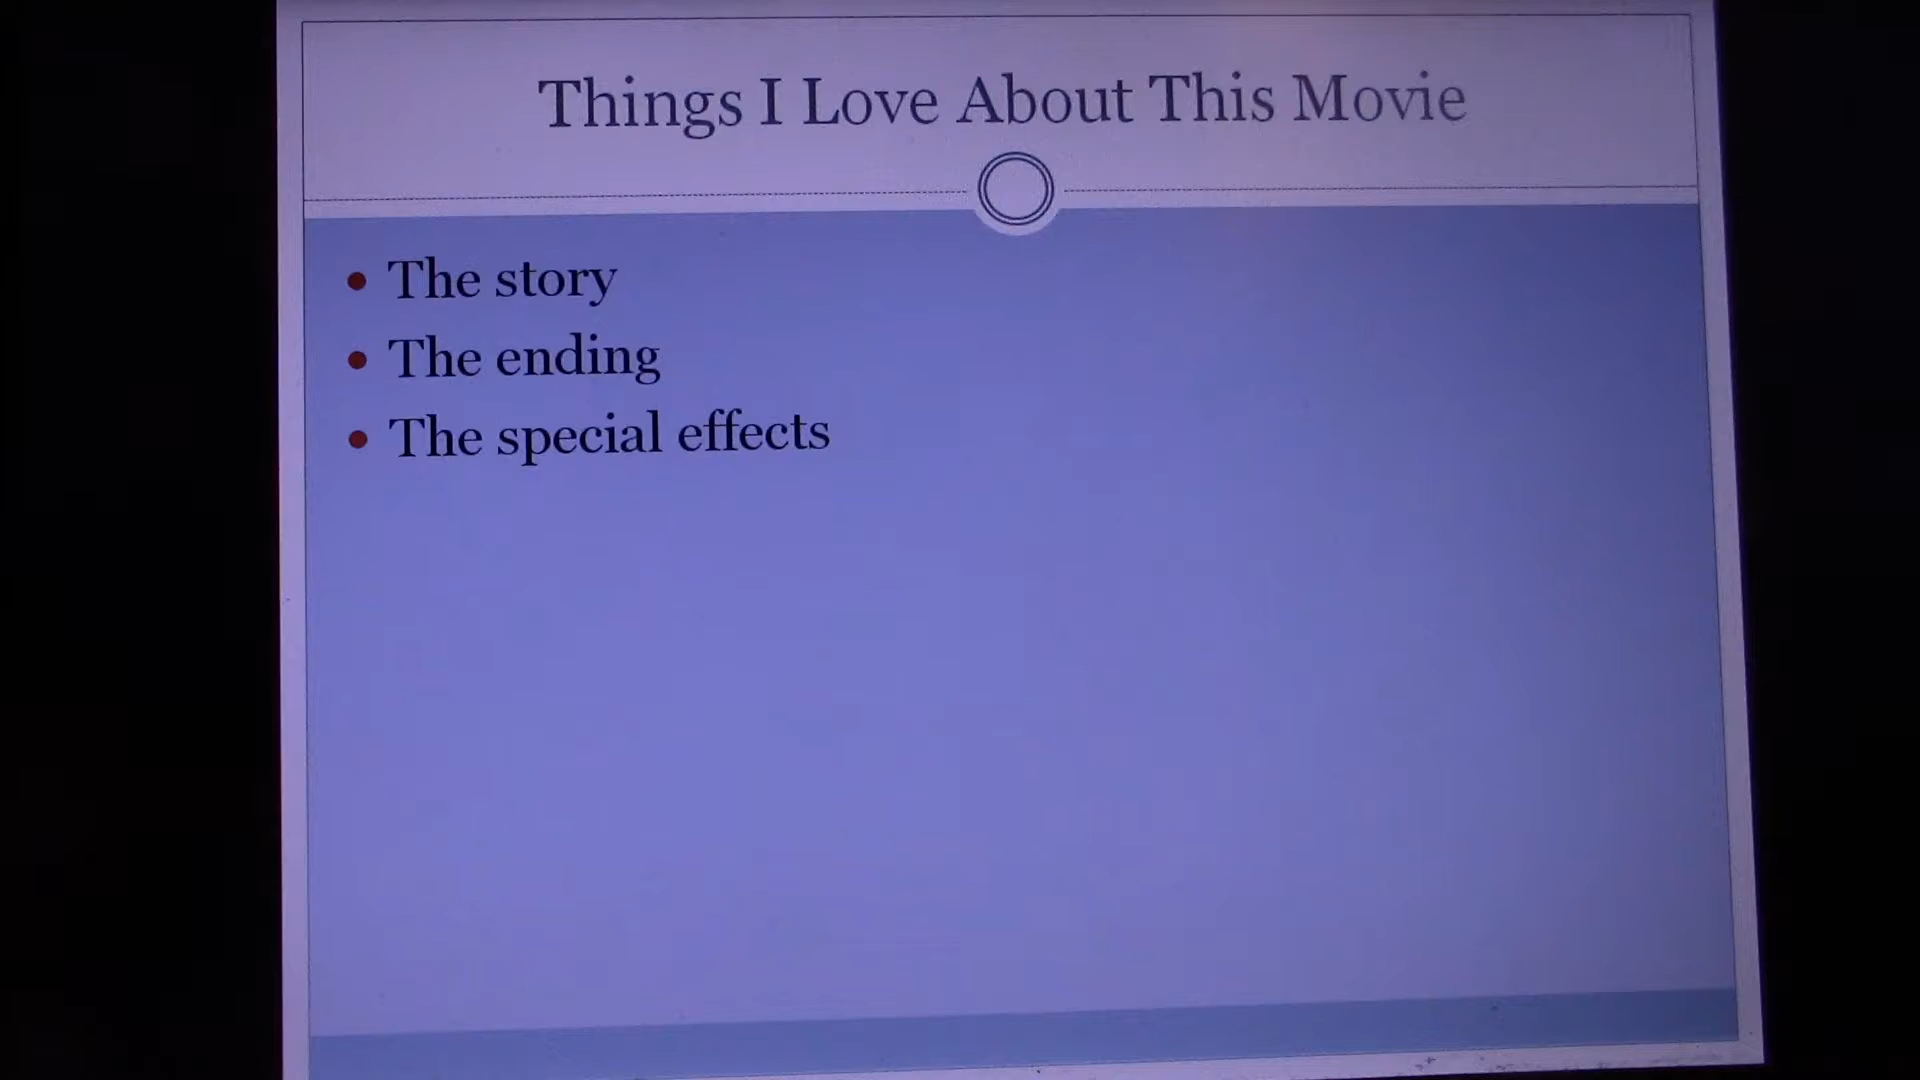 Things I Love About This Movie
The story
The ending
The special effects